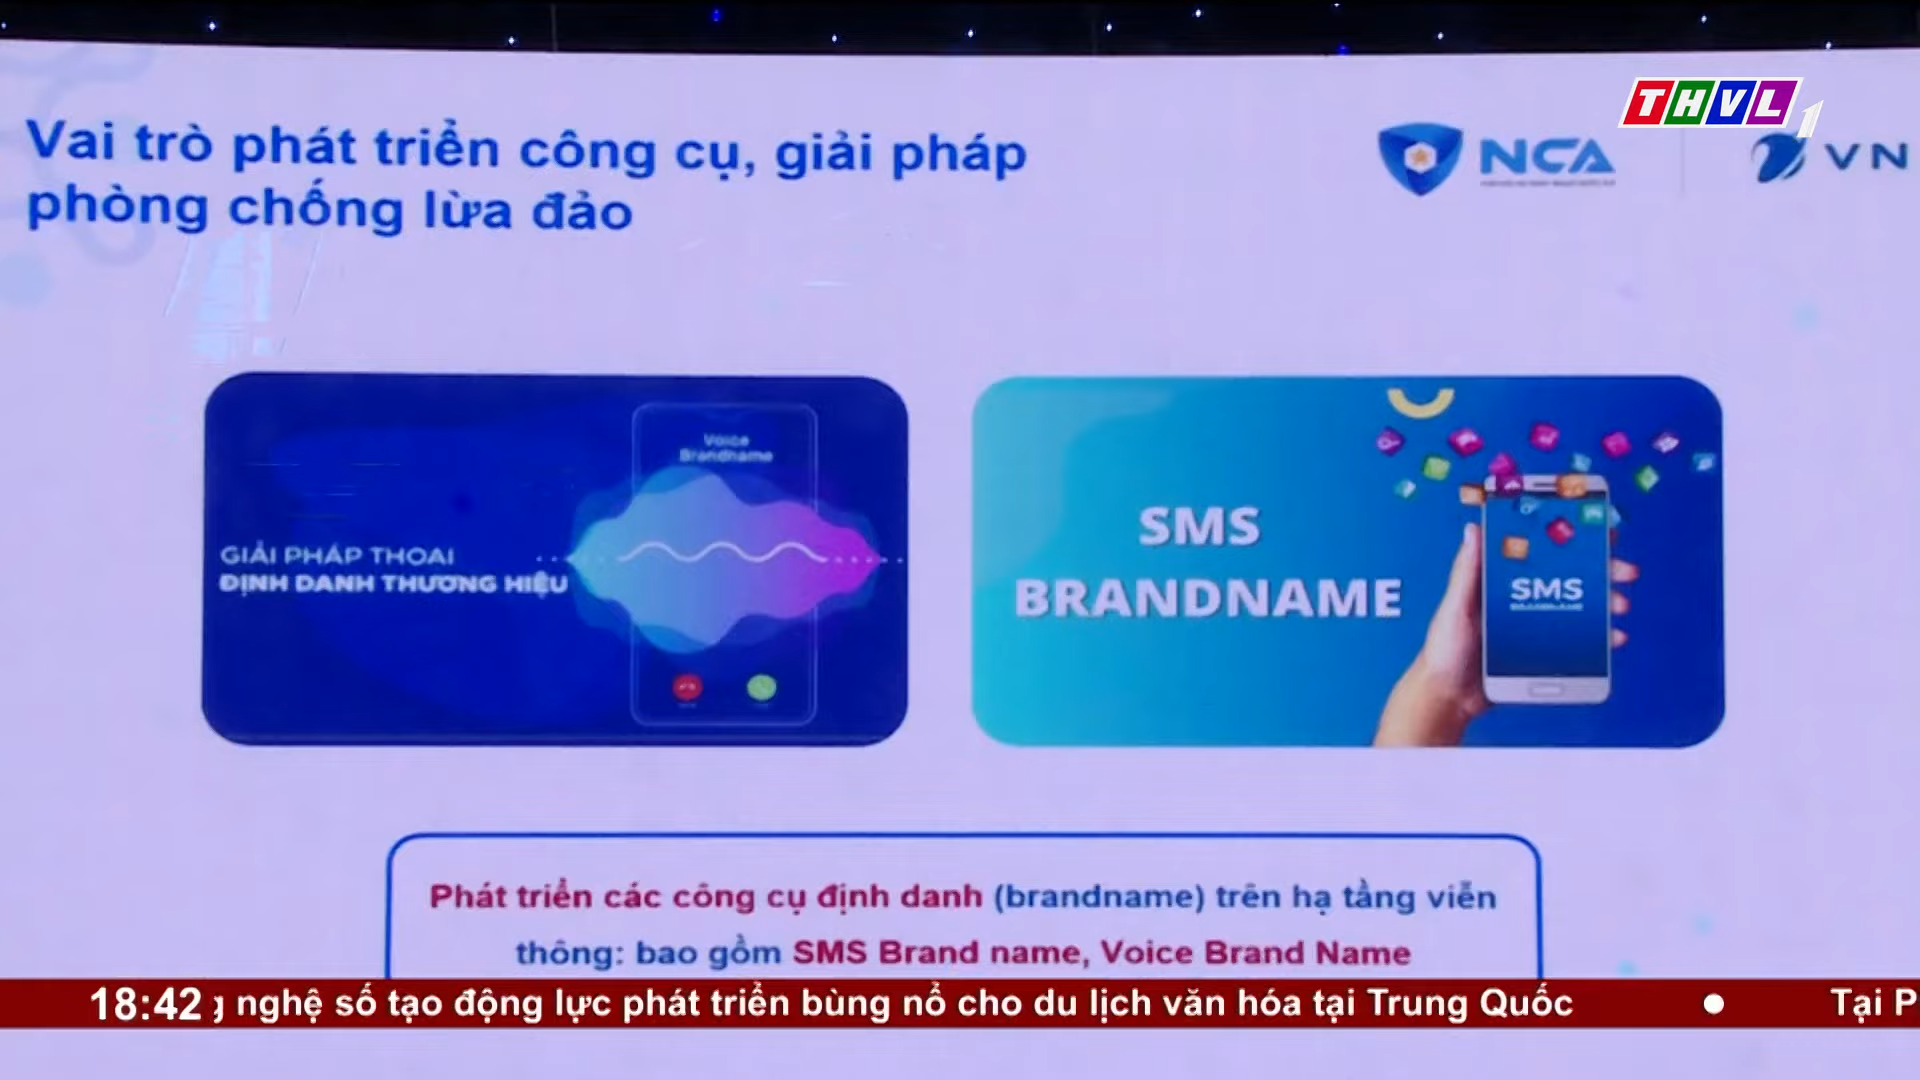 THVL1
Vai trò phát triển công cụ, giải pháp
phòng chống lừa đảo
NCA
VN
Voice
Brandname
GIẢI PHÁP THOẠI
ĐỊNH DANH THƯƠNG HIỆU
SMS
BRANDNAME
SMS
BRANDNAME
Phát triển các công cụ định danh (brandname) trên hạ tầng viễn
thông: bao gồm SMS Brand name, Voice Brand Name
18:42 g nghệ số tạo động lực phát triển bùng nổ cho du lịch văn hóa tại Trung Quốc • Tại P